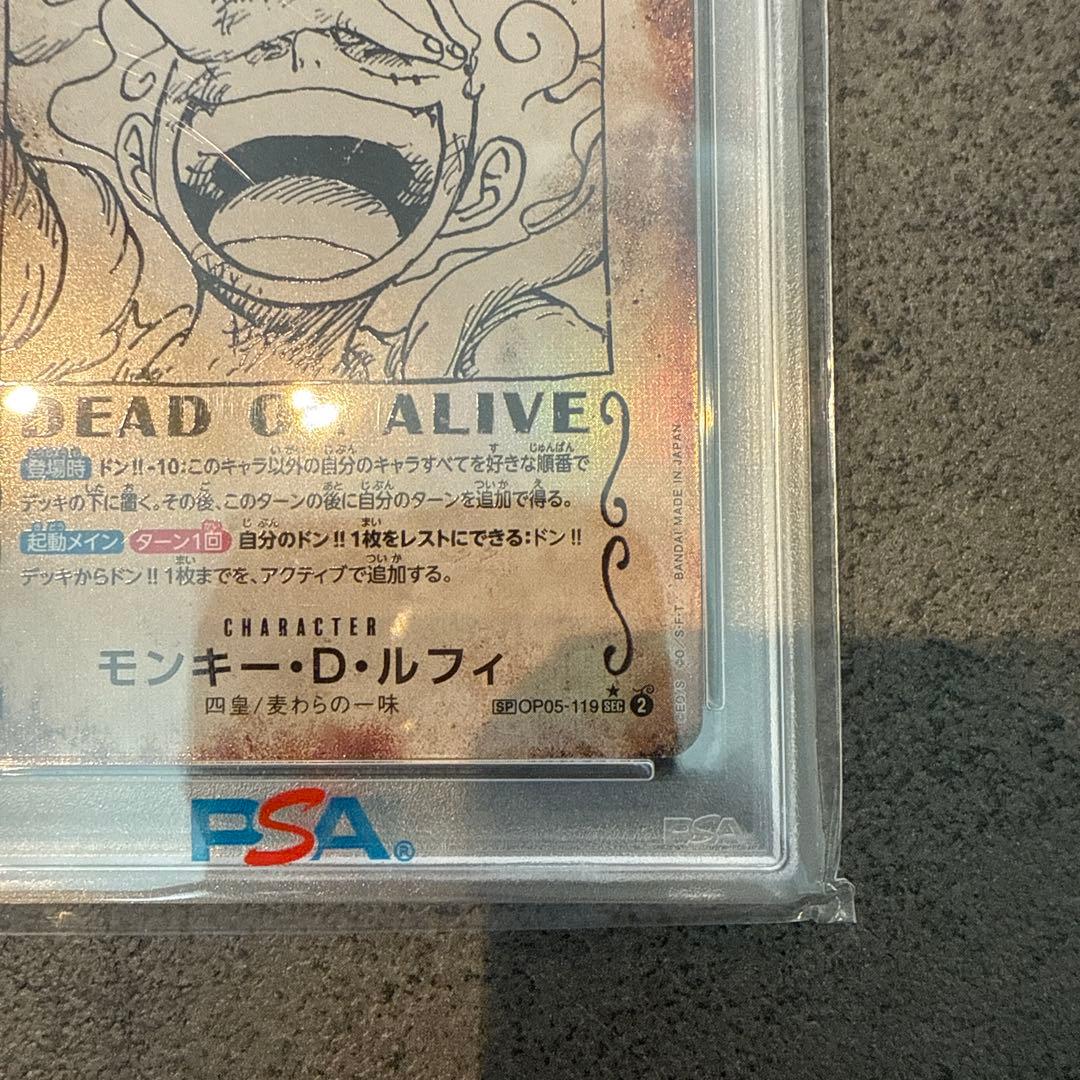 DEAD OR ALIVE
登場時 ドン!!-10:このキャラ以外の自分のキャラすべてを好きな順番で
デッキの下に置く。その後、このターンの後に自分のターンを追加で得る。
起動メイン ターン1回 自分のドン!!1枚をレストにできる:ドン!!
デッキからドン!!1枚までを、アクティブで追加する。
CHARACTER
モンキー・D・ルフィ
四皇/麦わらの一味
SP OP05-119 SEC 2
©E.O./S. ©O. S・F・T. BANDAI MADE IN JAPAN
PSA®
PSA